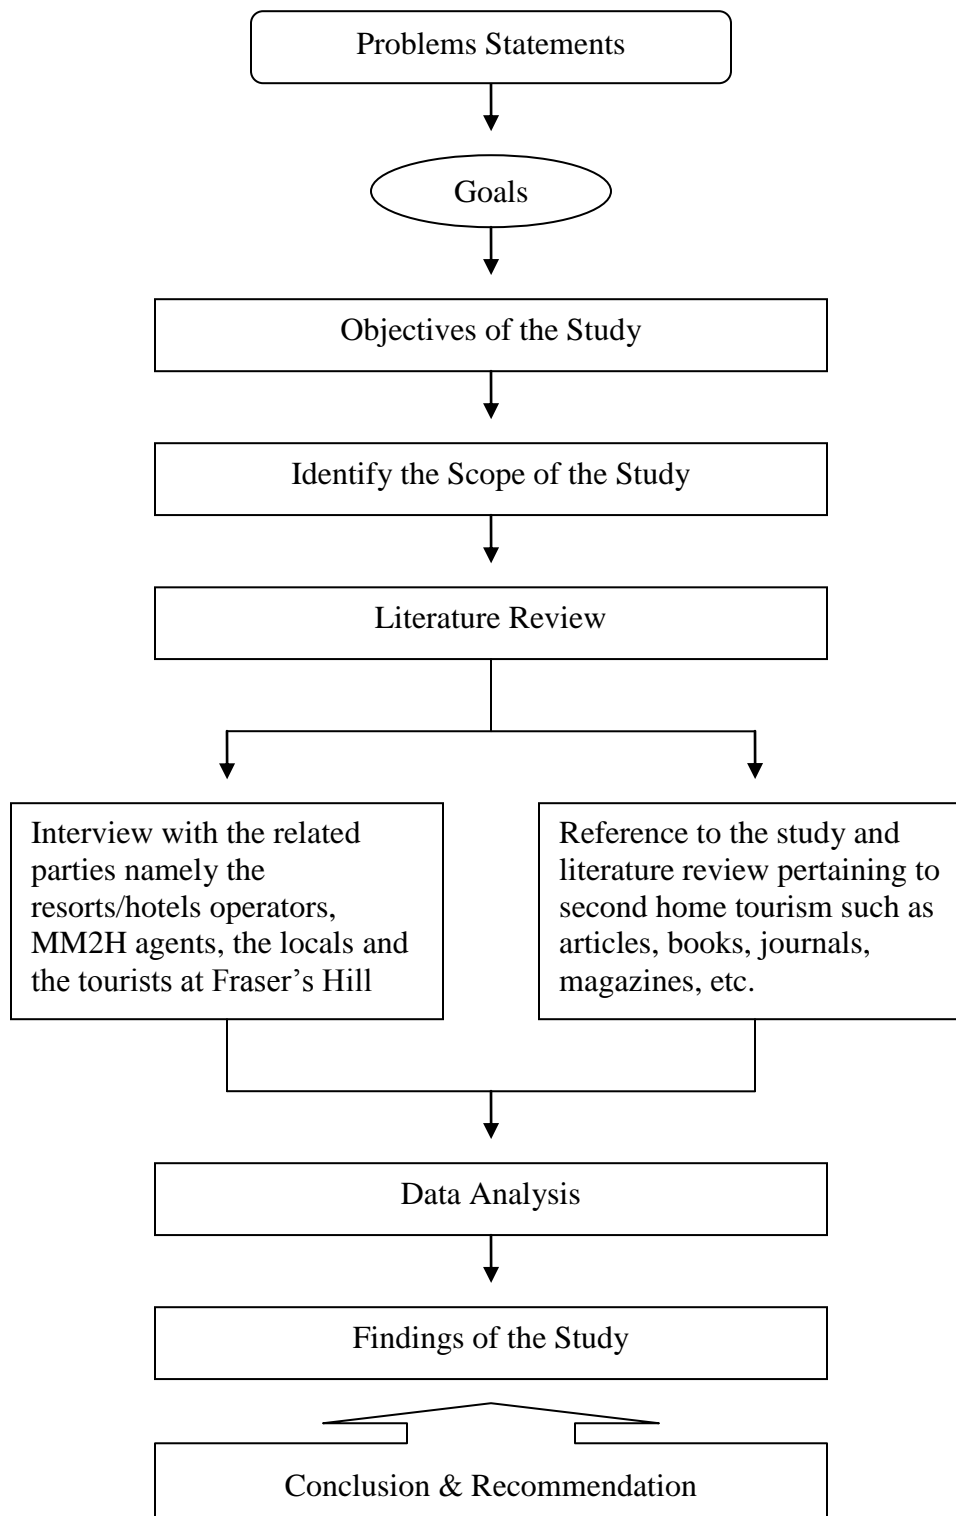 Problems Statements
Goals
Objectives of the Study
Identify the Scope of the Study
Literature Review
Interview with the related
parties namely the
resorts/hotels operators,
MM2H agents, the locals and
the tourists at Fraser’s Hill
Reference to the study and
literature review pertaining to
second home tourism such as
articles, books, journals,
magazines, etc.
Data Analysis
Findings of the Study
Conclusion & Recommendation